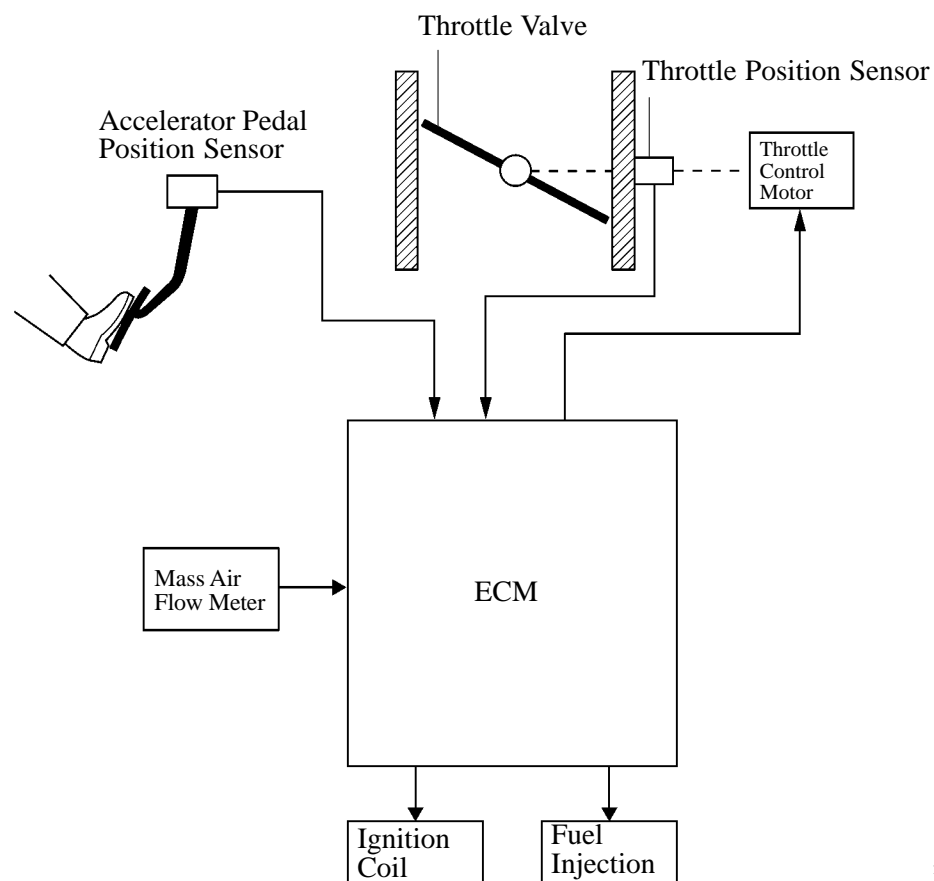 Throttle Valve
Throttle Position Sensor
Accelerator Pedal
Position Sensor
Throttle
Control
Motor
Mass Air
Flow Meter
ECM
Ignition
Coil
Fuel
Injection